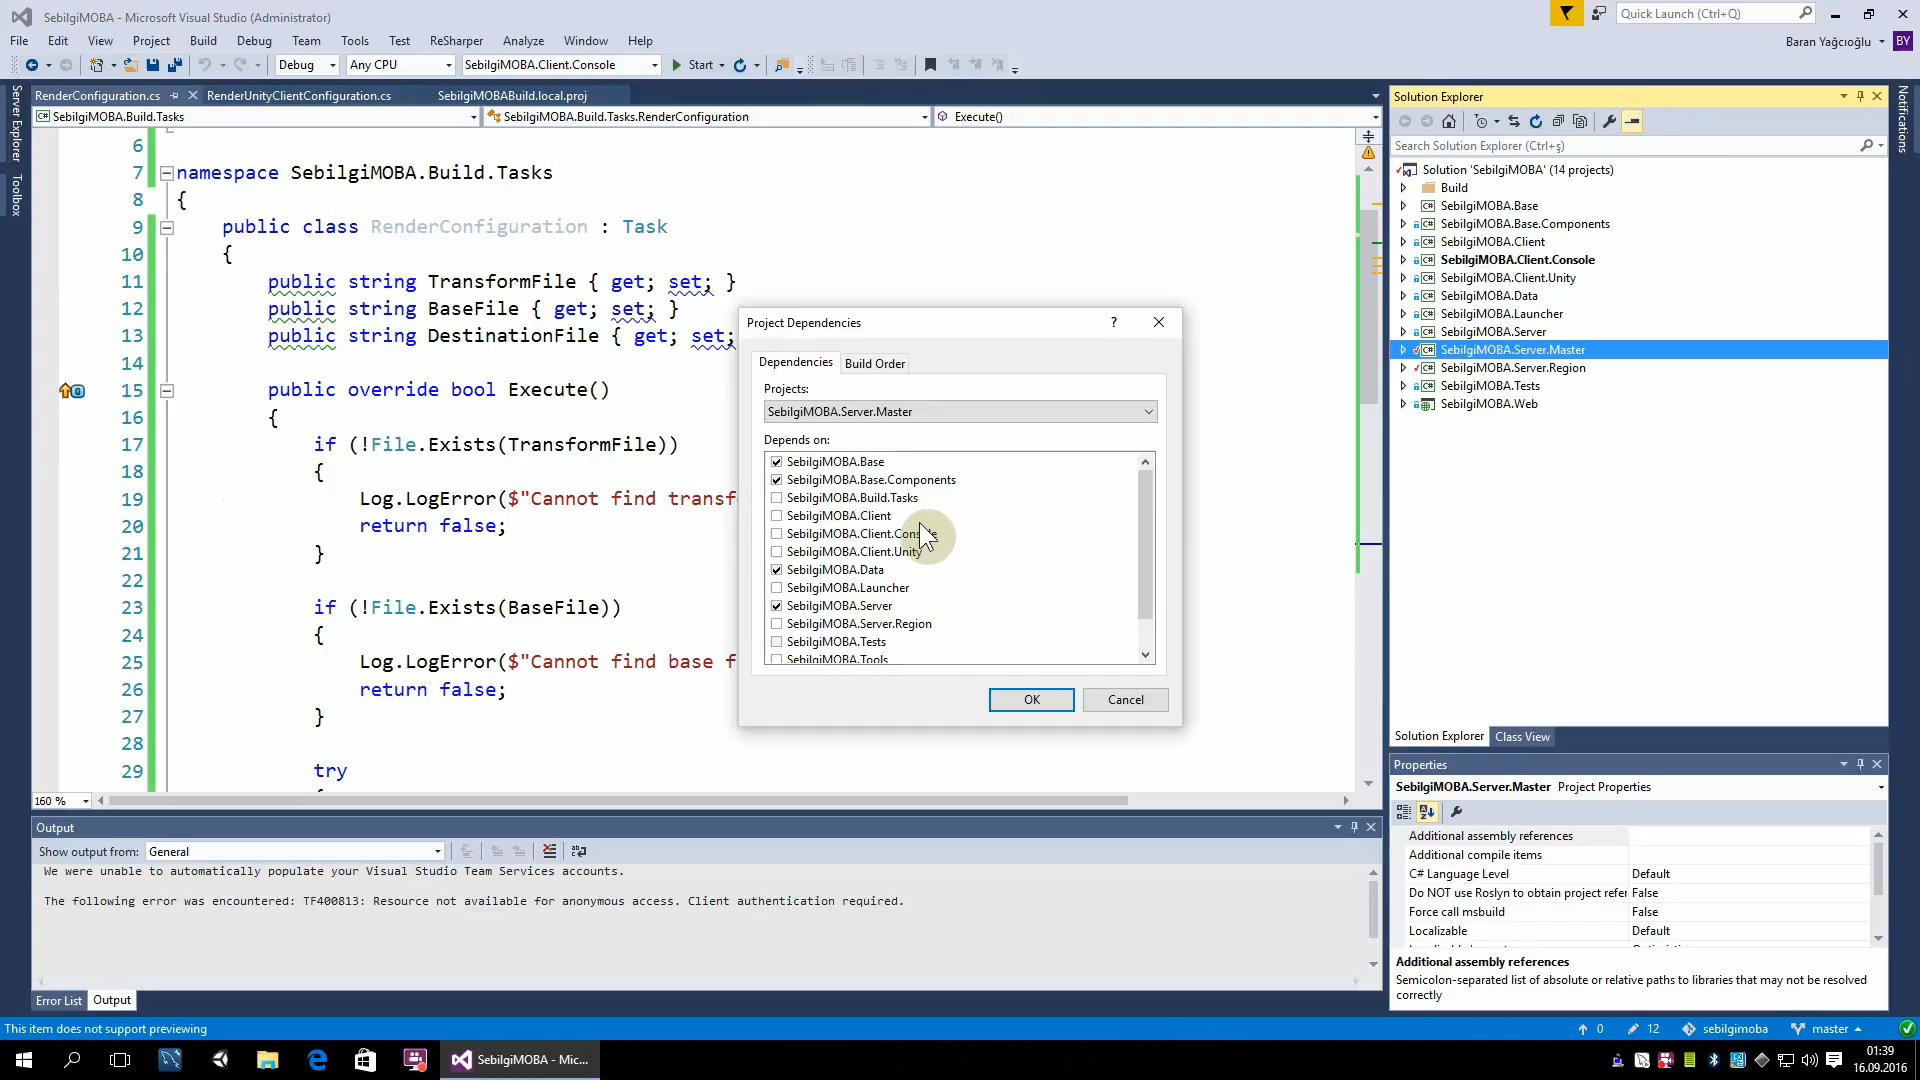 SebilgiMOBA - Microsoft Visual Studio (Administrator)
Quick Launch (Ctrl+Q)
File Edit View Project Build Debug Team Tools Test ReSharper Analyze Window Help
Baran Yağcıoğlu BY
Debug Any CPU SebilgiMOBA.Client.Console Start
RenderConfiguration.cs RenderUnityClientConfiguration.cs SebilgiMOBABuild.local.proj
SebilgiMOBA.Build.Tasks SebilgiMOBA.Build.Tasks.RenderConfiguration Execute()
Server Explorer
Toolbox
Notifications
6
7 namespace SebilgiMOBA.Build.Tasks
8 {
9 public class RenderConfiguration : Task
10 {
11 public string TransformFile { get; set; }
12 public string BaseFile { get; set; }
13 public string DestinationFile { get; set;
14
15 public override bool Execute()
16 {
17 if (!File.Exists(TransformFile))
18 {
19 Log.LogError($"Cannot find transf
20 return false;
21 }
22
23 if (!File.Exists(BaseFile))
24 {
25 Log.LogError($"Cannot find base f
26 return false;
27 }
28
29 try
160 %
Project Dependencies
?
Dependencies Build Order
Projects:
SebilgiMOBA.Server.Master
Depends on:
SebilgiMOBA.Base
SebilgiMOBA.Base.Components
SebilgiMOBA.Build.Tasks
SebilgiMOBA.Client
SebilgiMOBA.Client.Console
SebilgiMOBA.Client.Unity
SebilgiMOBA.Data
SebilgiMOBA.Launcher
SebilgiMOBA.Server
SebilgiMOBA.Server.Region
SebilgiMOBA.Tests
SebilgiMOBA.Tools
OK Cancel
Output
Show output from: General
We were unable to automatically populate your Visual Studio Team Services accounts.
The following error was encountered: TF400813: Resource not available for anonymous access. Client authentication required.
Error List Output
Solution Explorer
Search Solution Explorer (Ctrl+ş)
Solution 'SebilgiMOBA' (14 projects)
Build
SebilgiMOBA.Base
SebilgiMOBA.Base.Components
SebilgiMOBA.Client
SebilgiMOBA.Client.Console
SebilgiMOBA.Client.Unity
SebilgiMOBA.Data
SebilgiMOBA.Launcher
SebilgiMOBA.Server
SebilgiMOBA.Server.Master
SebilgiMOBA.Server.Region
SebilgiMOBA.Tests
SebilgiMOBA.Web
Solution Explorer Class View
Properties
SebilgiMOBA.Server.Master Project Properties
Additional assembly references
Additional compile items
C# Language Level Default
Do NOT use Roslyn to obtain project refer False
Force call msbuild False
Localizable Default
Additional assembly references
Semicolon-separated list of absolute or relative paths to libraries that may not be resolved
correctly
This item does not support previewing
0 12 sebilgimoba master
SebilgiMOBA - Mic...
01:39
16.09.2016